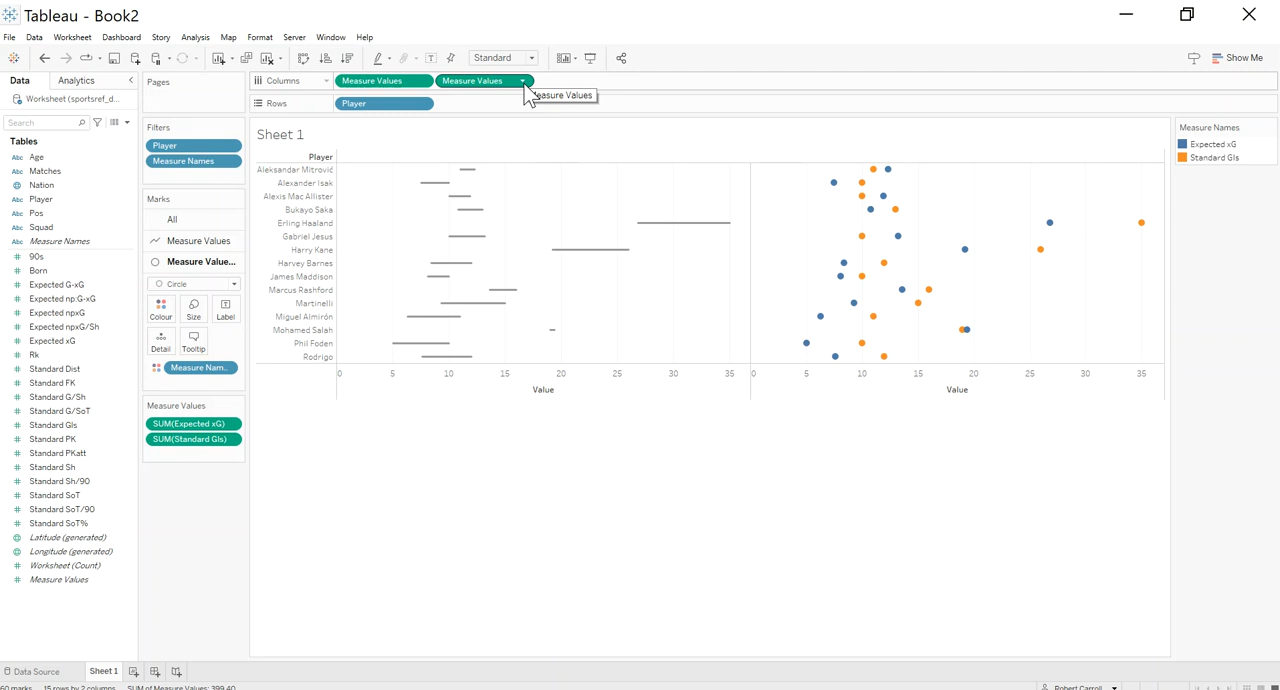 Tableau - Book2
File Data Worksheet Dashboard Story Analysis Map Format Server Window Help
Standard
Show Me
Data Analytics
Worksheet (sportsref_d...
Search
Tables
Abc Age
Abc Matches
Nation
Abc Player
Abc Pos
Abc Squad
Abc Measure Names
# 90s
# Born
# Expected G-xG
# Expected np:G-xG
# Expected npxG
# Expected npxG/Sh
# Expected xG
# Rk
# Standard Dist
# Standard FK
# Standard G/Sh
# Standard G/SoT
# Standard Gls
# Standard PK
# Standard PKatt
# Standard Sh
# Standard Sh/90
# Standard SoT
# Standard SoT/90
# Standard SoT%
Latitude (generated)
Longitude (generated)
# Worksheet (Count)
# Measure Values
Pages
Filters
Player
Measure Names
Marks
All
Measure Values
Measure Value...
Circle
Colour Size Label
Detail Tooltip
Measure Nam..
Measure Values
SUM(Expected xG)
SUM(Standard Gls)
Columns Measure Values Measure Values
Rows Player
easure Values
Sheet 1
Player
Aleksandar Mitrović
Alexander Isak
Alexis Mac Allister
Bukayo Saka
Erling Haaland
Gabriel Jesus
Harry Kane
Harvey Barnes
James Maddison
Marcus Rashford
Martinelli
Miguel Almirón
Mohamed Salah
Phil Foden
Rodrigo
0 5 10 15 20 25 30 35 0 5 10 15 20 25 30 35
Value Value
Measure Names
Expected xG
Standard Gls
Data Source Sheet 1
60 marks 15 rows by 2 columns SUM of Measure Values: 399.40 Robert Carroll